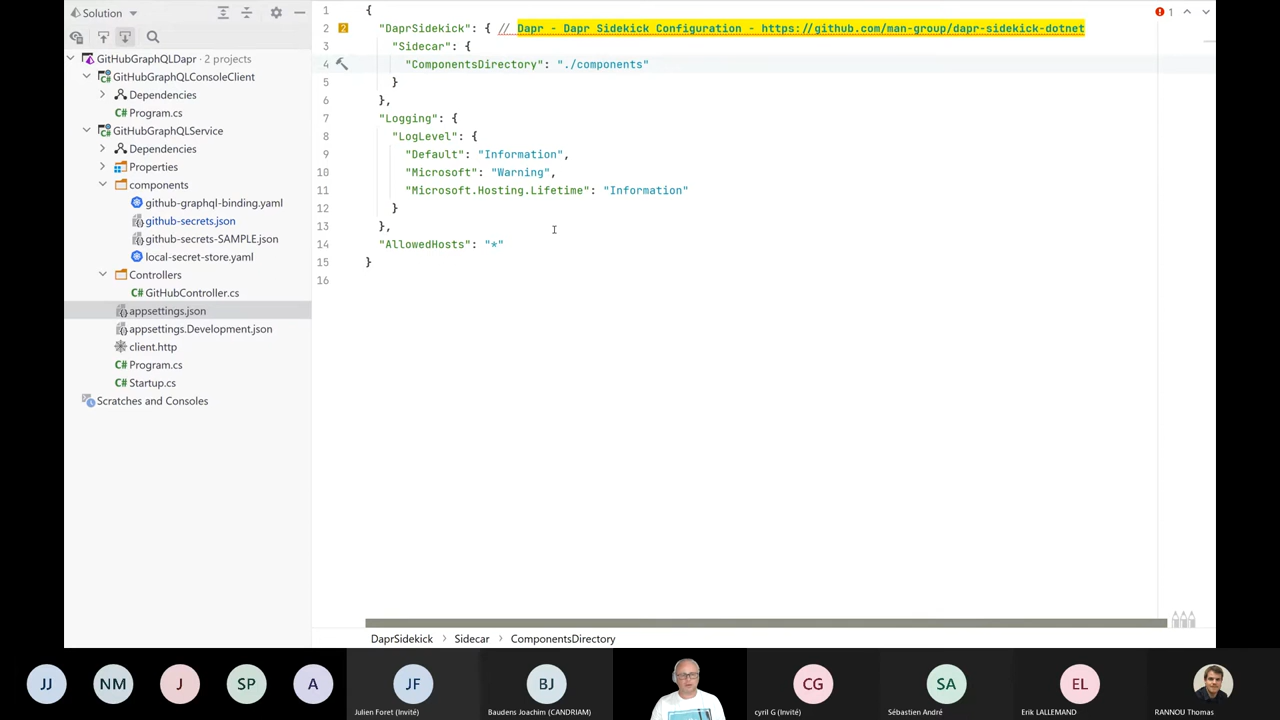 Solution
GitHubGraphQLDapr · 2 projects
GitHubGraphQLConsoleClient
Dependencies
C# Program.cs
GitHubGraphQLService
Dependencies
Properties
components
github-graphql-binding.yaml
github-secrets.json
github-secrets-SAMPLE.json
local-secret-store.yaml
Controllers
C# GitHubController.cs
appsettings.json
appsettings.Development.json
client.http
C# Program.cs
C# Startup.cs
Scratches and Consoles
1 {
2 "DaprSidekick": { // Dapr - Dapr Sidekick Configuration - https://github.com/man-group/dapr-sidekick-dotnet
3 "Sidecar": {
4 "ComponentsDirectory": "./components"
5 }
6 },
7 "Logging": {
8 "LogLevel": {
9 "Default": "Information",
10 "Microsoft": "Warning",
11 "Microsoft.Hosting.Lifetime": "Information"
12 }
13 },
14 "AllowedHosts": "*"
15 }
16
1
DaprSidekick > Sidecar > ComponentsDirectory
JJ
NM
J
SP
A
JF
Julien Foret (Invité)
BJ
Baudens Joachim (CANDRIAM)
CG
cyril G (Invité)
SA
Sébastien André
EL
Erik LALLEMAND
RANNOU Thomas